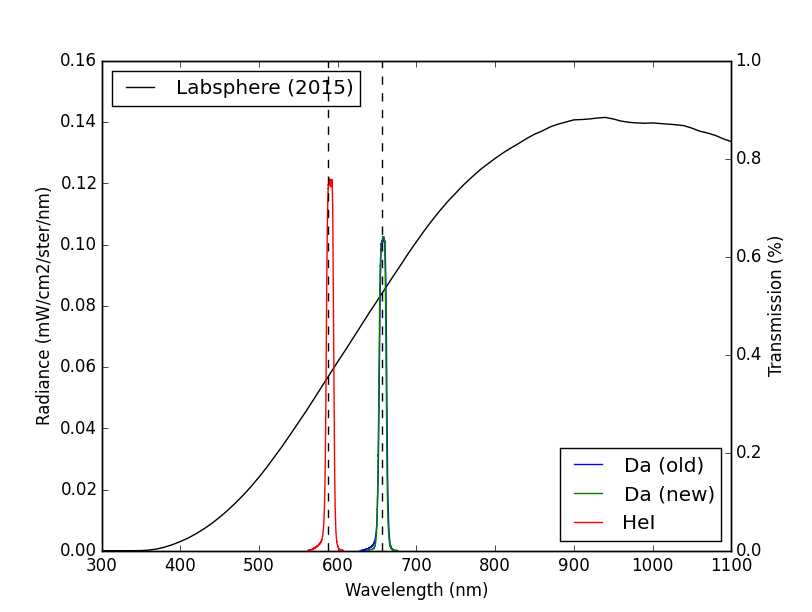 Labsphere (2015)
0.16
0.14
0.12
0.10
0.08
0.06
0.04
0.02
0.00
Radiance (mW/cm2/ster/nm)
1.0
0.8
0.6
0.4
0.2
0.0
Transmission (%)
Da (old)
Da (new)
HeI
300 400 500 600 700 800 900 1000 1100
Wavelength (nm)